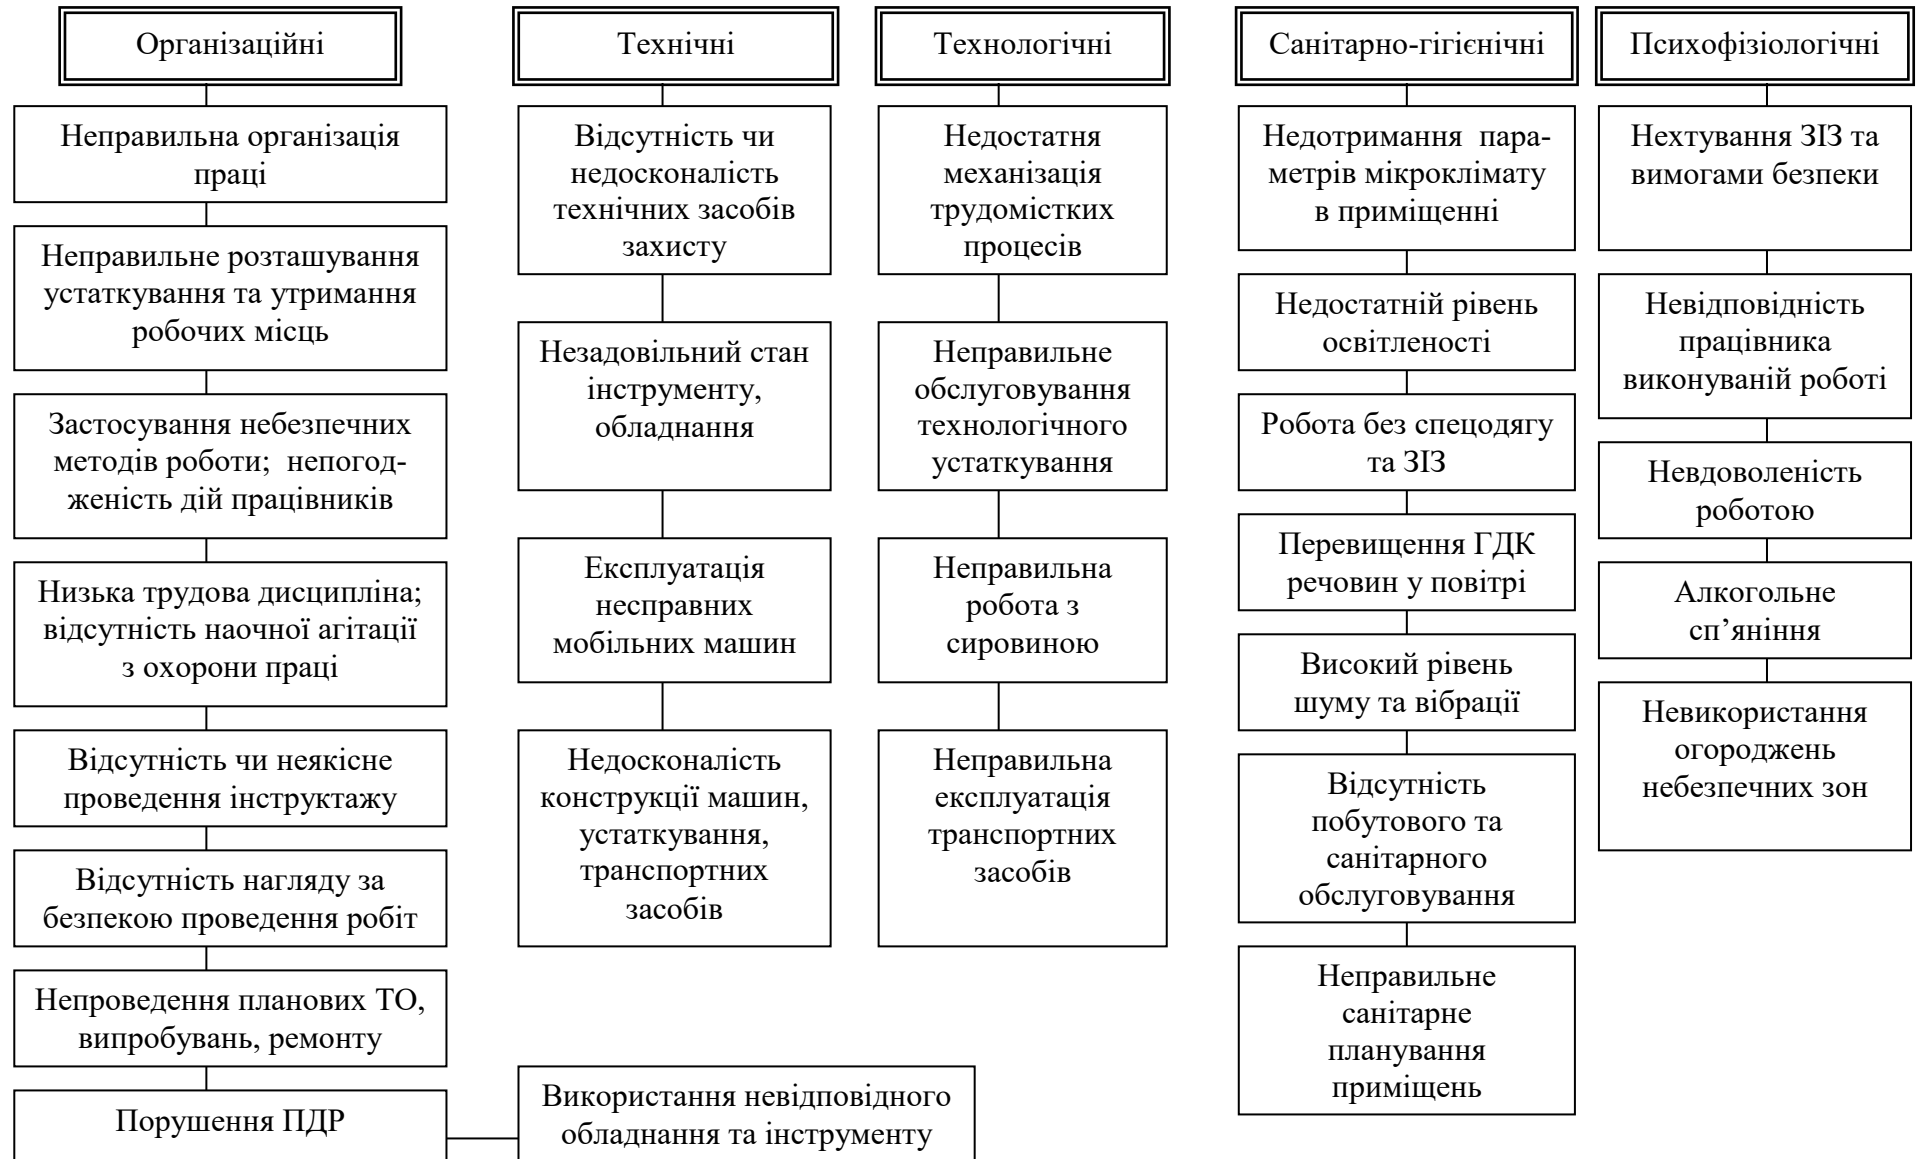 Організаційні
Неправильна організація
праці
Неправильне розташування
устаткування та утримання
робочих місць
Застосування небезпечних
методів роботи;  непогод-
женість дій працівників
Низька трудова дисципліна;
відсутність наочної агітації
з охорони праці
Відсутність чи неякісне
проведення інструктажу
Відсутність нагляду за
безпекою проведення робіт
Непроведення планових ТО,
випробувань, ремонту
Порушення ПДР
Використання невідповідного
обладнання та інструменту
Технічні
Відсутність чи
недосконалість
технічних засобів
захисту
Незадовільний стан
інструменту,
обладнання
Експлуатація
несправних
мобільних машин
Недосконалість
конструкції машин,
устаткування,
транспортних
засобів
Технологічні
Недостатня
механізація
трудомістких
процесів
Неправильне
обслуговування
технологічного
устаткування
Неправильна
робота з
сировиною
Неправильна
експлуатація
транспортних
засобів
Санітарно-гігієнічні
Недотримання  пара-
метрів мікроклімату
в приміщенні
Недостатній рівень
освітленості
Робота без спецодягу
та ЗІЗ
Перевищення ГДК
речовин у повітрі
Високий рівень
шуму та вібрації
Відсутність
побутового та
санітарного
обслуговування
Неправильне
санітарне
планування
приміщень
Психофізіологічні
Нехтування ЗІЗ та
вимогами безпеки
Невідповідність
працівника
виконуваній роботі
Невдоволеність
роботою
Алкогольне
сп’яніння
Невикористання
огороджень
небезпечних зон